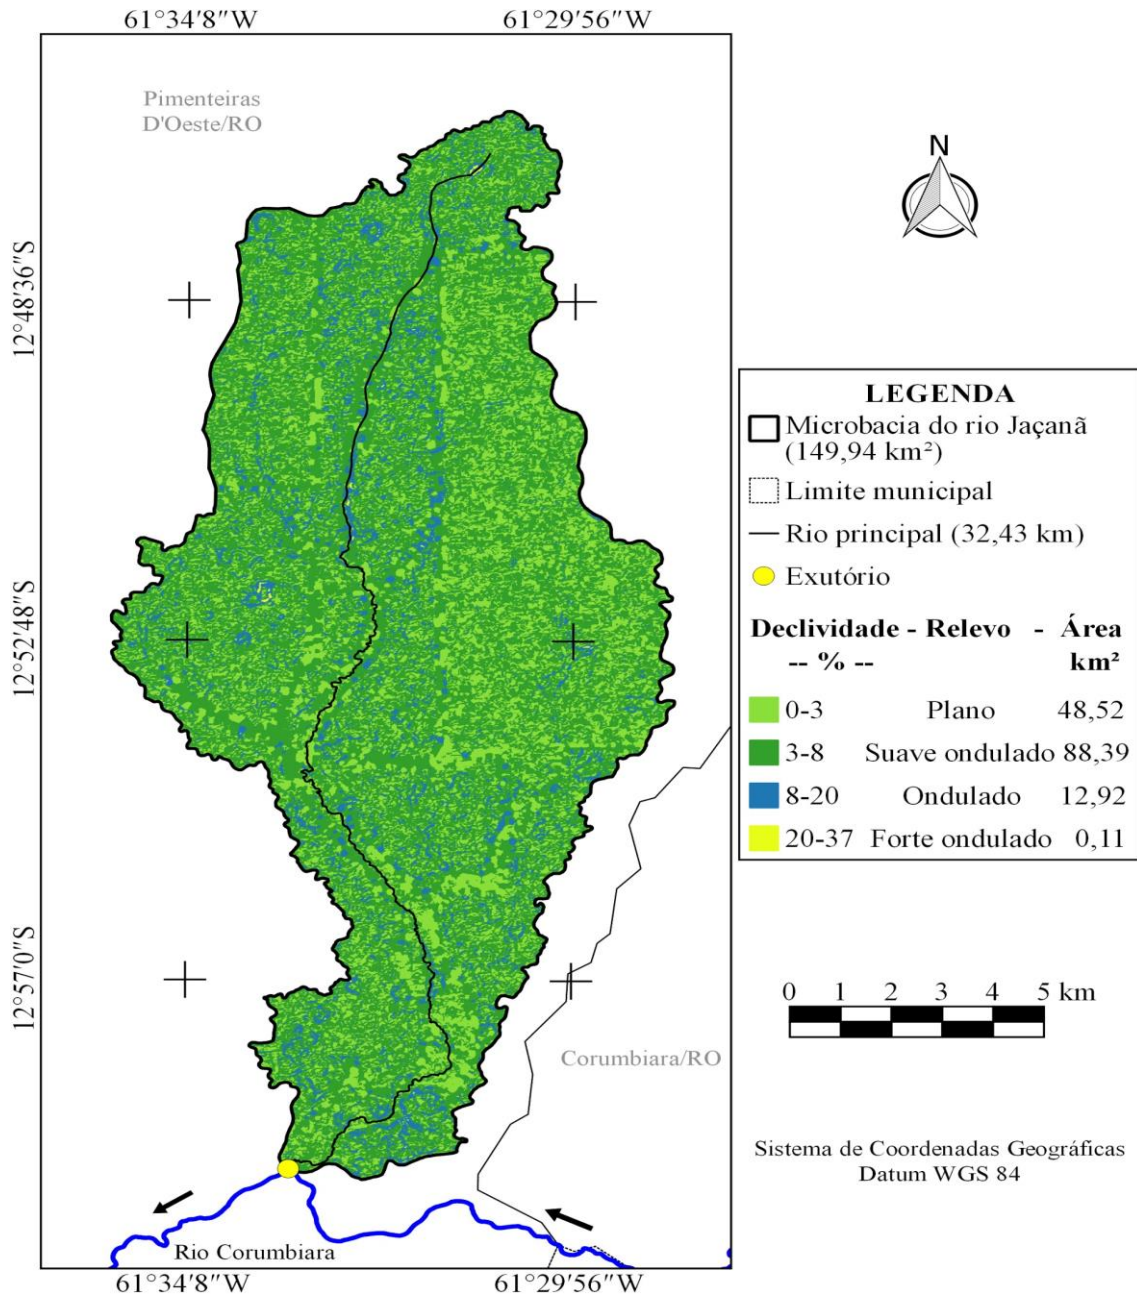 61°34'8"W
61°29'56"W
Pimenteiras
D'Oeste/RO
N
12°48'36"S
12°52'48"S
12°57'0"S
LEGENDA
Microbacia do rio Jaçanã
(149,94 km²)
Limite municipal
Rio principal (32,43 km)
Exutório
Declividade - Relevo - Área
-- % -- km²
0-3 Plano 48,52
3-8 Suave ondulado 88,39
8-20 Ondulado 12,92
20-37 Forte ondulado 0,11
0 1 2 3 4 5 km
Corumbiara/RO
Sistema de Coordenadas Geográficas
Datum WGS 84
Rio Corumbiara
61°34'8"W
61°29'56"W